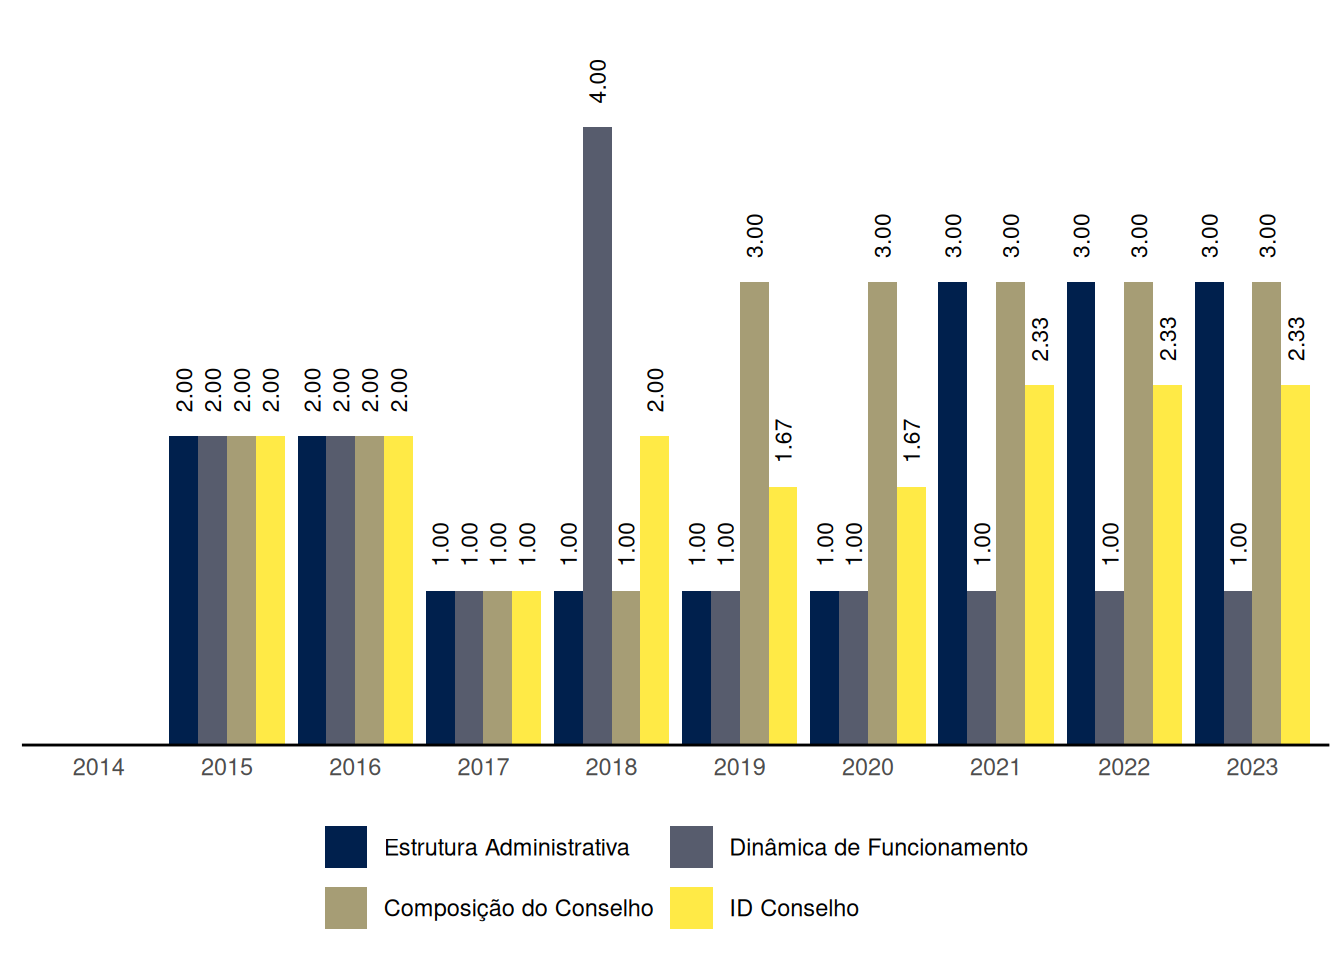 4.00
3.00 3.00 3.00 3.00 3.00 3.00 3.00 3.00
2.33 2.33 2.33
2.00 2.00 2.00 2.00 2.00 2.00 2.00 2.00 2.00
1.67 1.67
1.00 1.00 1.00 1.00 1.00 1.00 1.00 1.00 1.00 1.00 1.00 1.00 1.00
2014 2015 2016 2017 2018 2019 2020 2021 2022 2023
Estrutura Administrativa Dinâmica de Funcionamento
Composição do Conselho ID Conselho